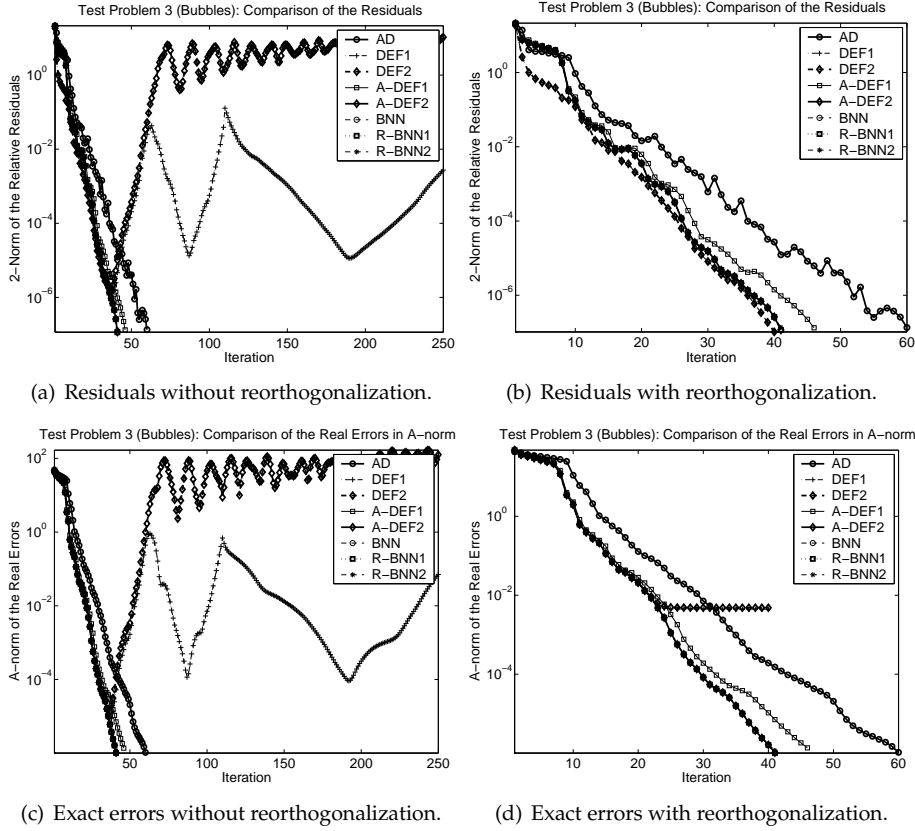 Test Problem 3 (Bubbles): Comparison of the Residuals
2−Norm of the Relative Residuals
10^0
10^−2
10^−4
10^−6
50
100
150
200
250
Iteration
AD
DEF1
DEF2
A−DEF1
A−DEF2
BNN
R−BNN1
R−BNN2
(a) Residuals without reorthogonalization.
Test Problem 3 (Bubbles): Comparison of the Residuals
2−Norm of the Relative Residuals
10^0
10^−2
10^−4
10^−6
10
20
30
40
50
60
Iteration
AD
DEF1
DEF2
A−DEF1
A−DEF2
BNN
R−BNN1
R−BNN2
(b) Residuals with reorthogonalization.
Test Problem 3 (Bubbles): Comparison of the Real Errors in A−norm
A−norm of the Real Errors
10^2
10^0
10^−2
10^−4
50
100
150
200
250
Iteration
AD
DEF1
DEF2
A−DEF1
A−DEF2
BNN
R−BNN1
R−BNN2
(c) Exact errors without reorthogonalization.
Test Problem 3 (Bubbles): Comparison of the Real Errors in A−norm
A−norm of the Real Errors
10^0
10^−2
10^−4
10
20
30
40
50
60
Iteration
AD
DEF1
DEF2
A−DEF1
A−DEF2
BNN
R−BNN1
R−BNN2
(d) Exact errors with reorthogonalization.